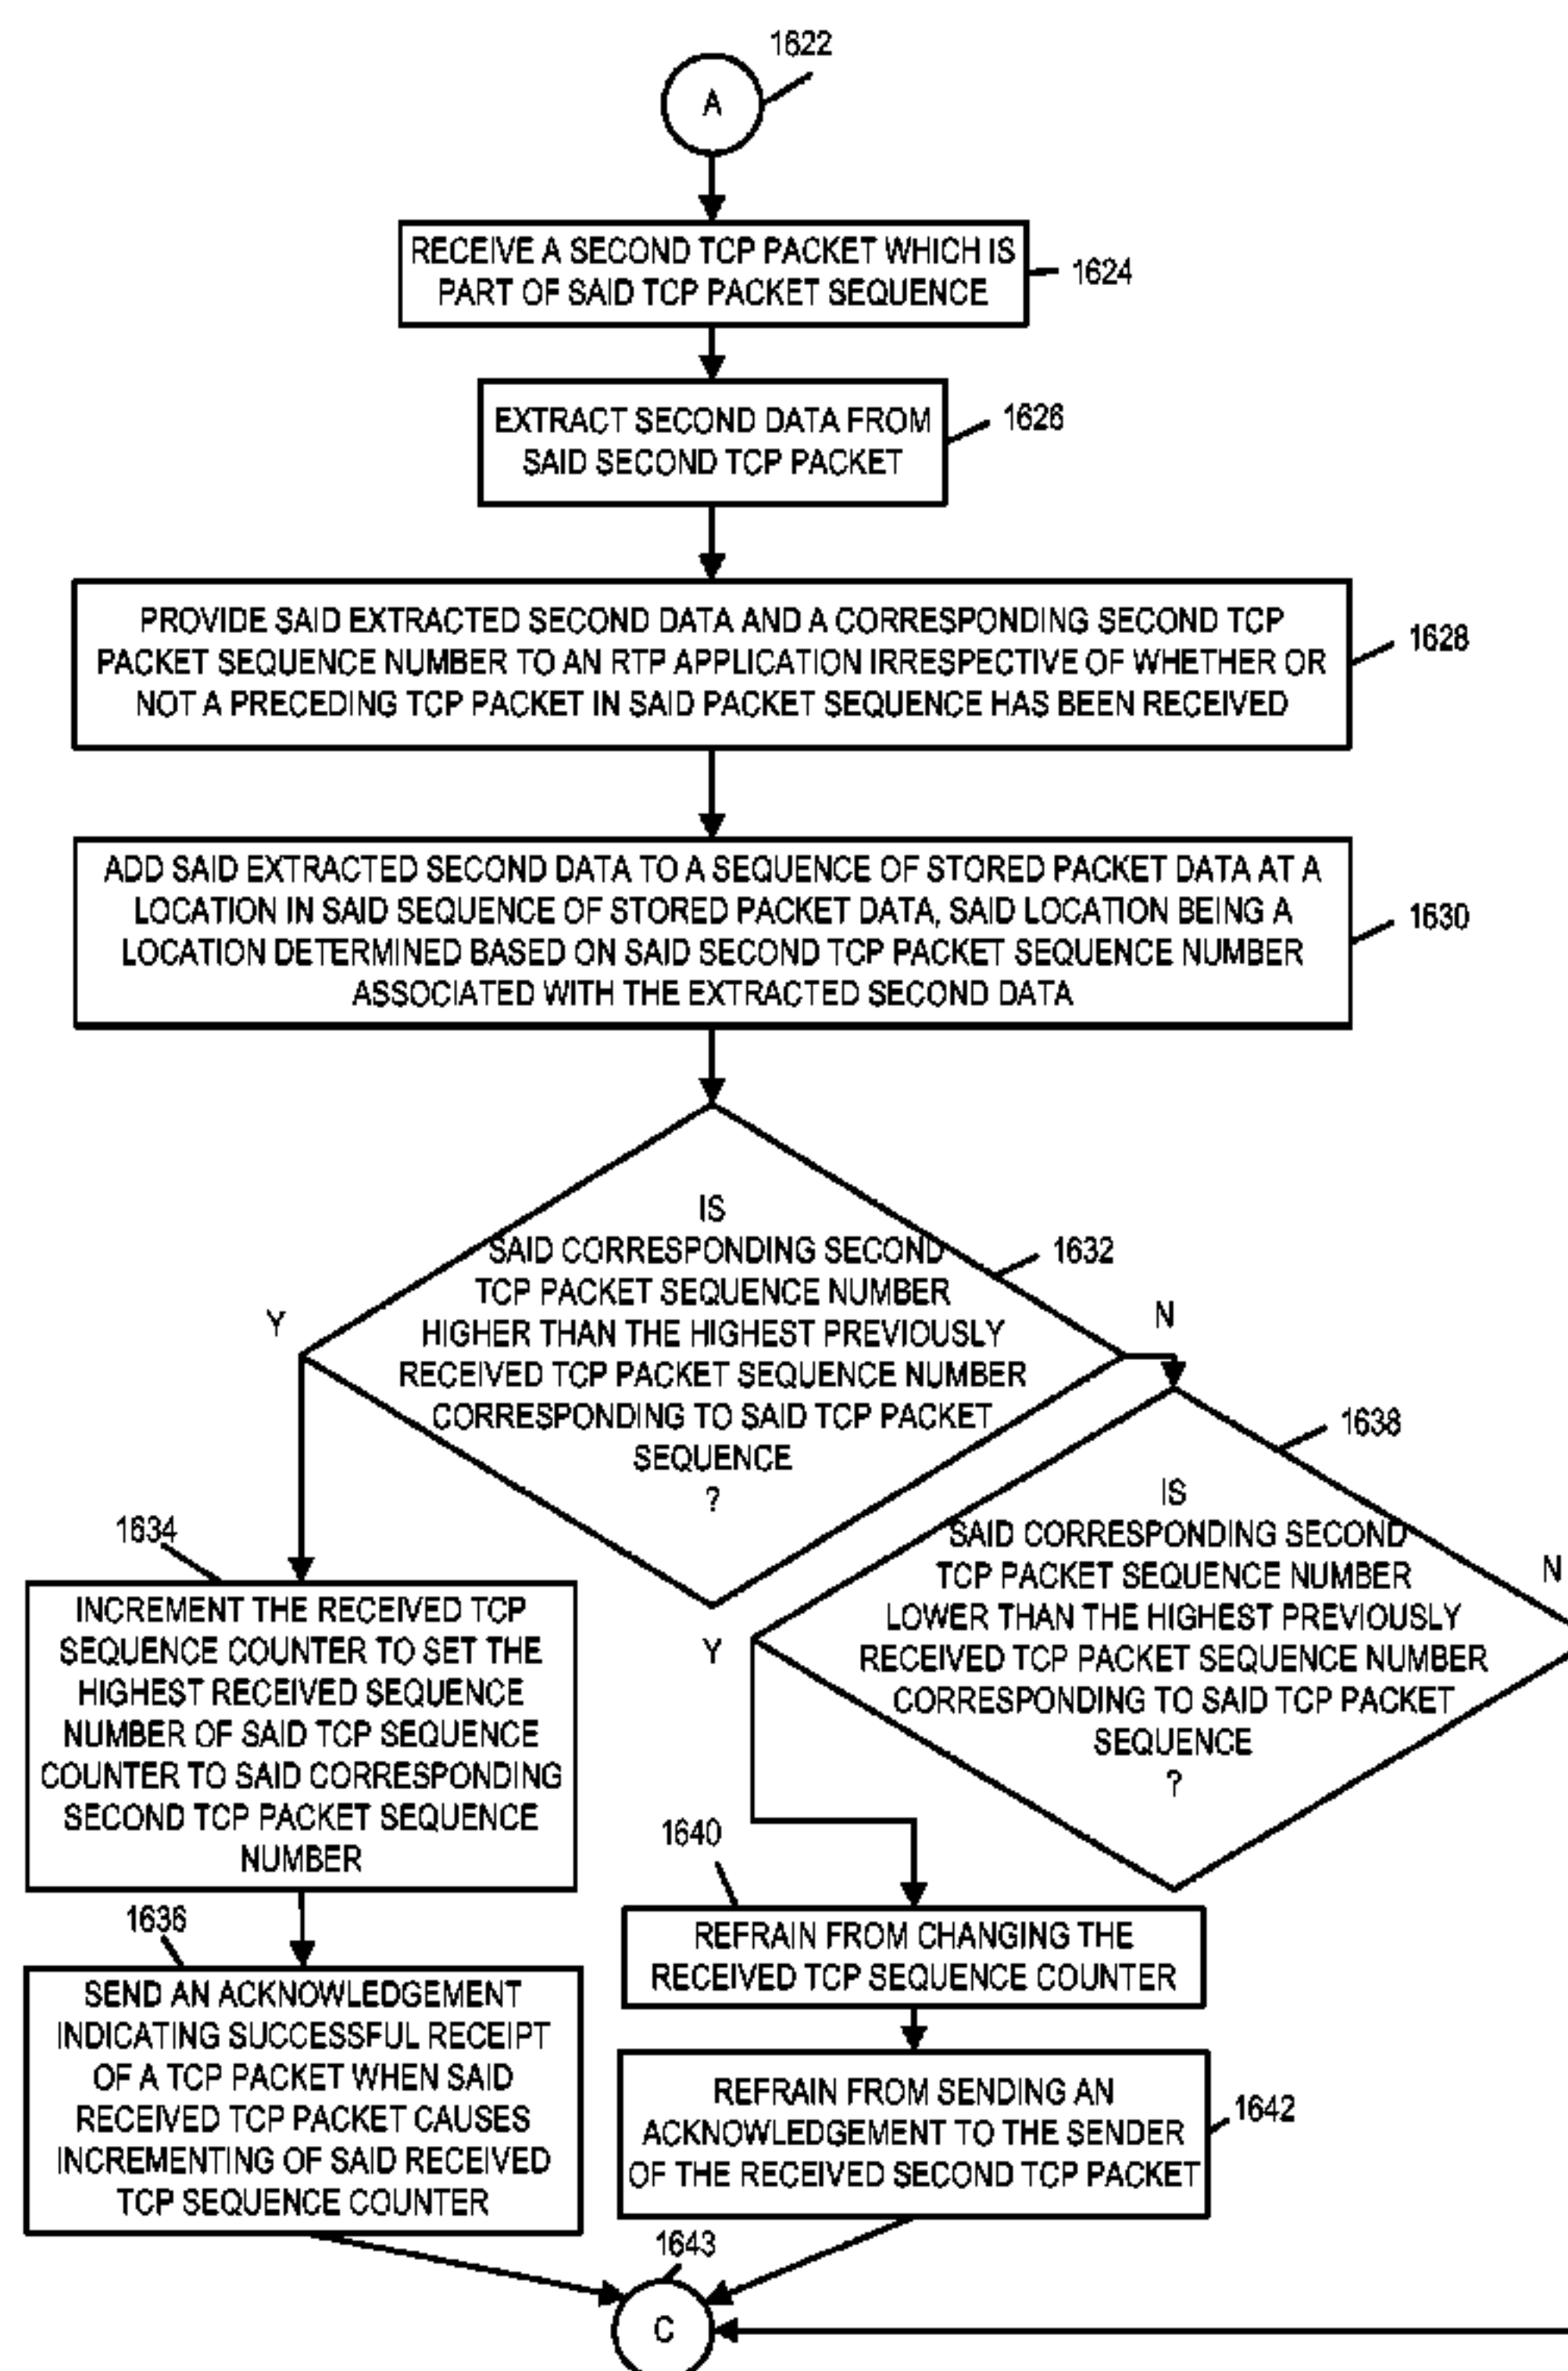 1622
A
RECEIVE A SECOND TCP PACKET WHICH IS
PART OF SAID TCP PACKET SEQUENCE
1624
EXTRACT SECOND DATA FROM
SAID SECOND TCP PACKET
1626
PROVIDE SAID EXTRACTED SECOND DATA AND A CORRESPONDING SECOND TCP
PACKET SEQUENCE NUMBER TO AN RTP APPLICATION IRRESPECTIVE OF WHETHER OR
NOT A PRECEDING TCP PACKET IN SAID PACKET SEQUENCE HAS BEEN RECEIVED
1628
ADD SAID EXTRACTED SECOND DATA TO A SEQUENCE OF STORED PACKET DATA AT A
LOCATION IN SAID SEQUENCE OF STORED PACKET DATA, SAID LOCATION BEING A
LOCATION DETERMINED BASED ON SAID SECOND TCP PACKET SEQUENCE NUMBER
ASSOCIATED WITH THE EXTRACTED SECOND DATA
1630
IS
SAID CORRESPONDING SECOND
TCP PACKET SEQUENCE NUMBER
HIGHER THAN THE HIGHEST PREVIOUSLY
RECEIVED TCP PACKET SEQUENCE NUMBER
CORRESPONDING TO SAID TCP PACKET
SEQUENCE
?
1632
Y
N
1634
INCREMENT THE RECEIVED TCP
SEQUENCE COUNTER TO SET THE
HIGHEST RECEIVED SEQUENCE
NUMBER OF SAID TCP SEQUENCE
COUNTER TO SAID CORRESPONDING
SECOND TCP PACKET SEQUENCE
NUMBER
1636
SEND AN ACKNOWLEDGEMENT
INDICATING SUCCESSFUL RECEIPT
OF A TCP PACKET WHEN SAID
RECEIVED TCP PACKET CAUSES
INCREMENTING OF SAID RECEIVED
TCP SEQUENCE COUNTER
1638
IS
SAID CORRESPONDING SECOND
TCP PACKET SEQUENCE NUMBER
LOWER THAN THE HIGHEST PREVIOUSLY
RECEIVED TCP PACKET SEQUENCE NUMBER
CORRESPONDING TO SAID TCP PACKET
SEQUENCE
?
N
Y
1640
REFRAIN FROM CHANGING THE
RECEIVED TCP SEQUENCE COUNTER
REFRAIN FROM SENDING AN
ACKNOWLEDGEMENT TO THE SENDER
OF THE RECEIVED SECOND TCP PACKET
1642
1643
C